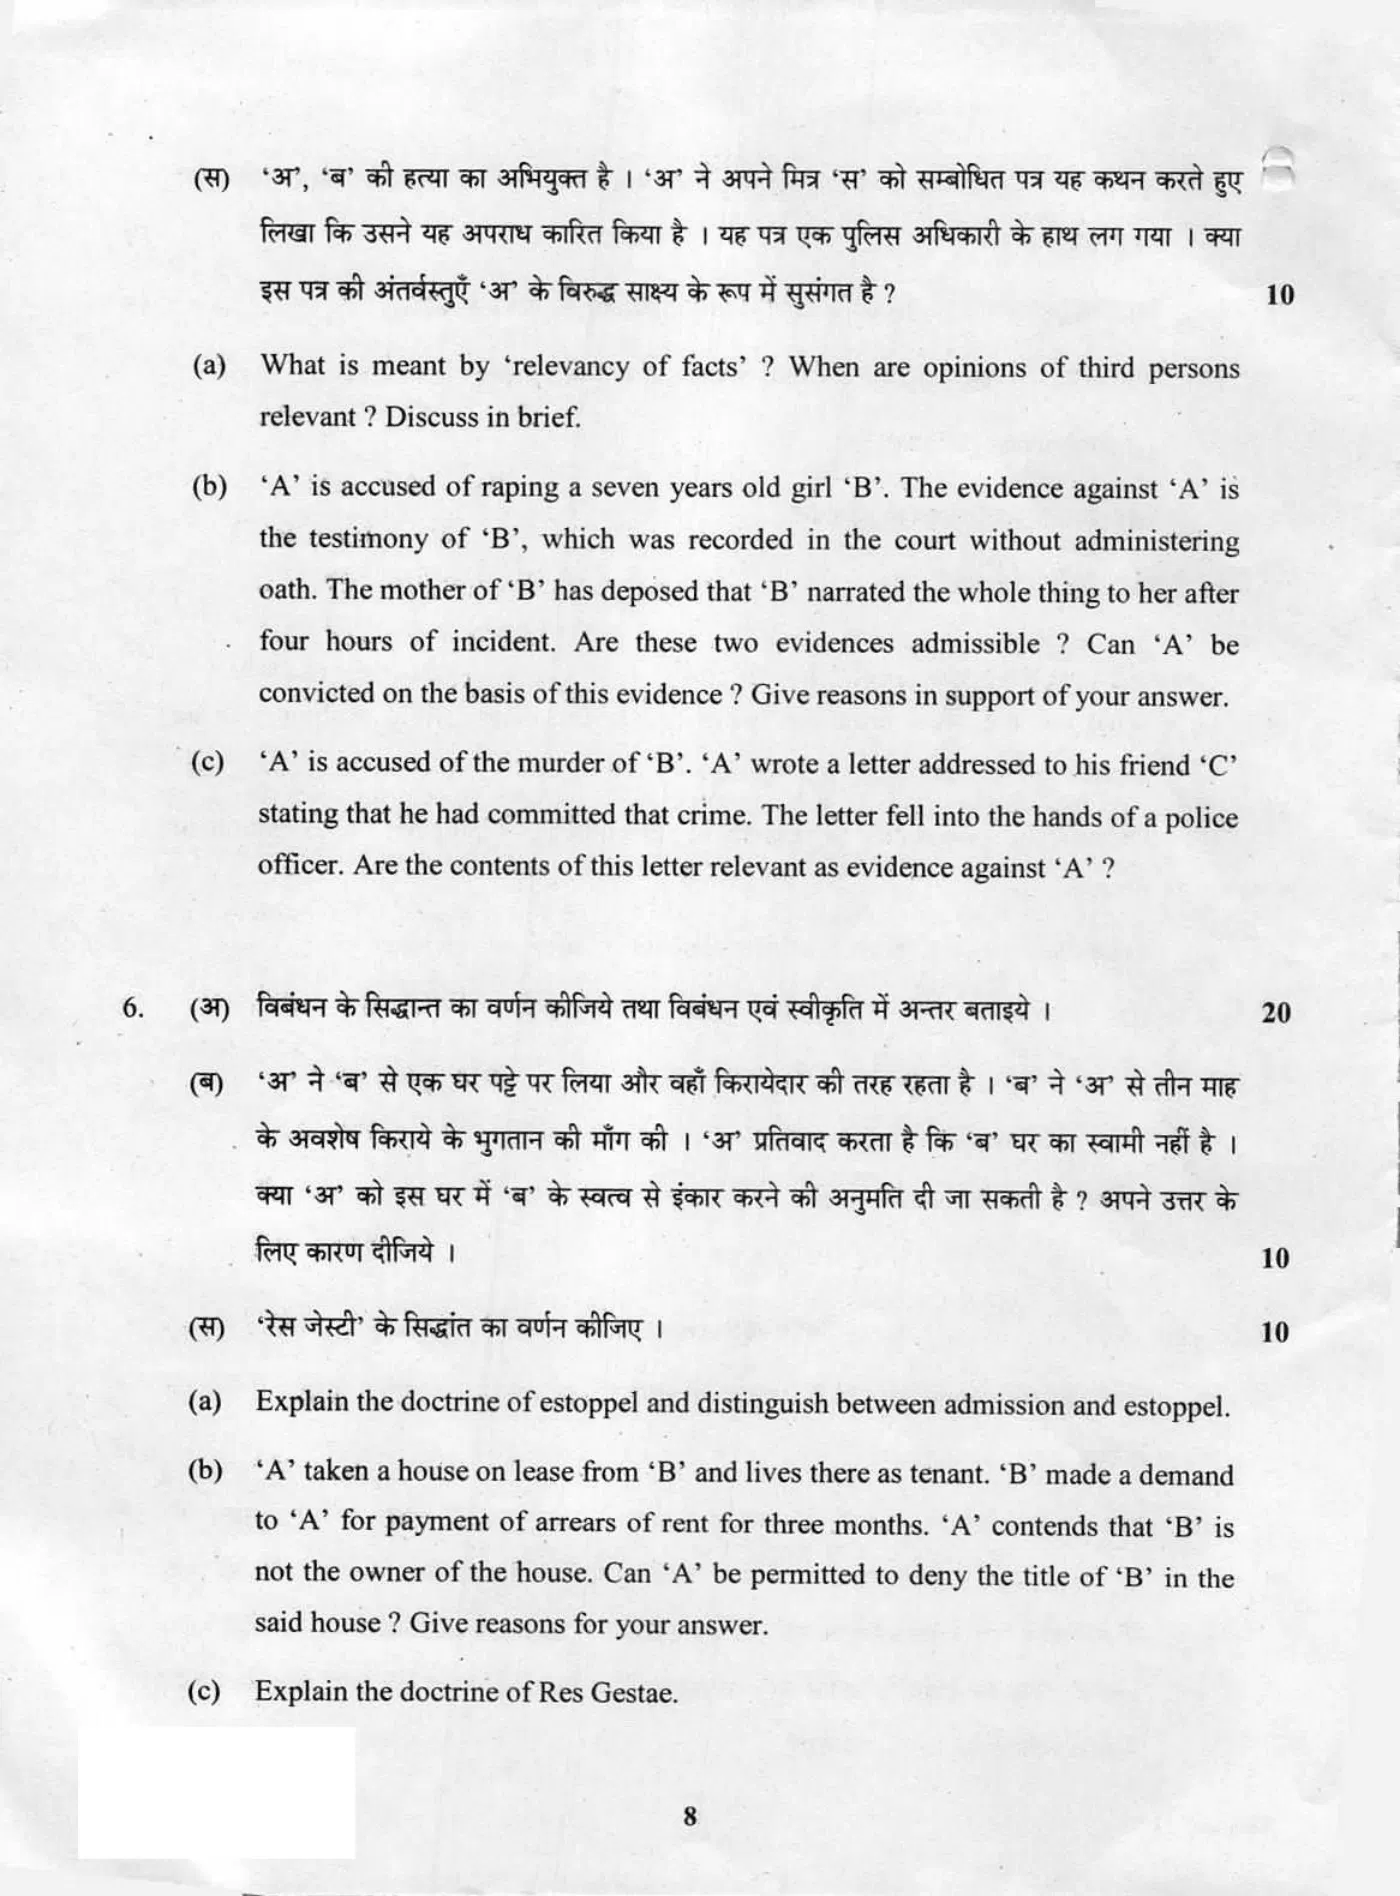 (स) ‘अ’, ‘ब’ की हत्या का अभियुक्त है । ‘अ’ ने अपने मित्र ‘स’ को सम्बोधित पत्र यह कथन करते हुए
लिखा कि उसने यह अपराध कारित किया है । यह पत्र एक पुलिस अधिकारी के हाथ लग गया । क्या
इस पत्र की अंतर्वस्तुएँ ‘अ’ के विरुद्ध साक्ष्य के रूप में सुसंगत है ? 10
(a) What is meant by ‘relevancy of facts’ ? When are opinions of third persons
relevant ? Discuss in brief.
(b) ‘A’ is accused of raping a seven years old girl ‘B’. The evidence against ‘A’ is
the testimony of ‘B’, which was recorded in the court without administering
oath. The mother of ‘B’ has deposed that ‘B’ narrated the whole thing to her after
four hours of incident. Are these two evidences admissible ? Can ‘A’ be
convicted on the basis of this evidence ? Give reasons in support of your answer.
(c) ‘A’ is accused of the murder of ‘B’. ‘A’ wrote a letter addressed to his friend ‘C’
stating that he had committed that crime. The letter fell into the hands of a police
officer. Are the contents of this letter relevant as evidence against ‘A’ ?
6. (अ) विबंधन के सिद्धान्त का वर्णन कीजिये तथा विबंधन एवं स्वीकृति में अन्तर बताइये । 20
(ब) ‘अ’ ने ‘ब’ से एक घर पट्टे पर लिया और वहाँ किरायेदार की तरह रहता है । ‘ब’ ने ‘अ’ से तीन माह
के अवशेष किराये के भुगतान की माँग की । ‘अ’ प्रतिवाद करता है कि ‘ब’ घर का स्वामी नहीं है ।
क्या ‘अ’ को इस घर में ‘ब’ के स्वत्व से इंकार करने की अनुमति दी जा सकती है ? अपने उत्तर के
लिए कारण दीजिये । 10
(स) ‘रेस जेस्टी’ के सिद्धांत का वर्णन कीजिए । 10
(a) Explain the doctrine of estoppel and distinguish between admission and estoppel.
(b) ‘A’ taken a house on lease from ‘B’ and lives there as tenant. ‘B’ made a demand
to ‘A’ for payment of arrears of rent for three months. ‘A’ contends that ‘B’ is
not the owner of the house. Can ‘A’ be permitted to deny the title of ‘B’ in the
said house ? Give reasons for your answer.
(c) Explain the doctrine of Res Gestae.
8